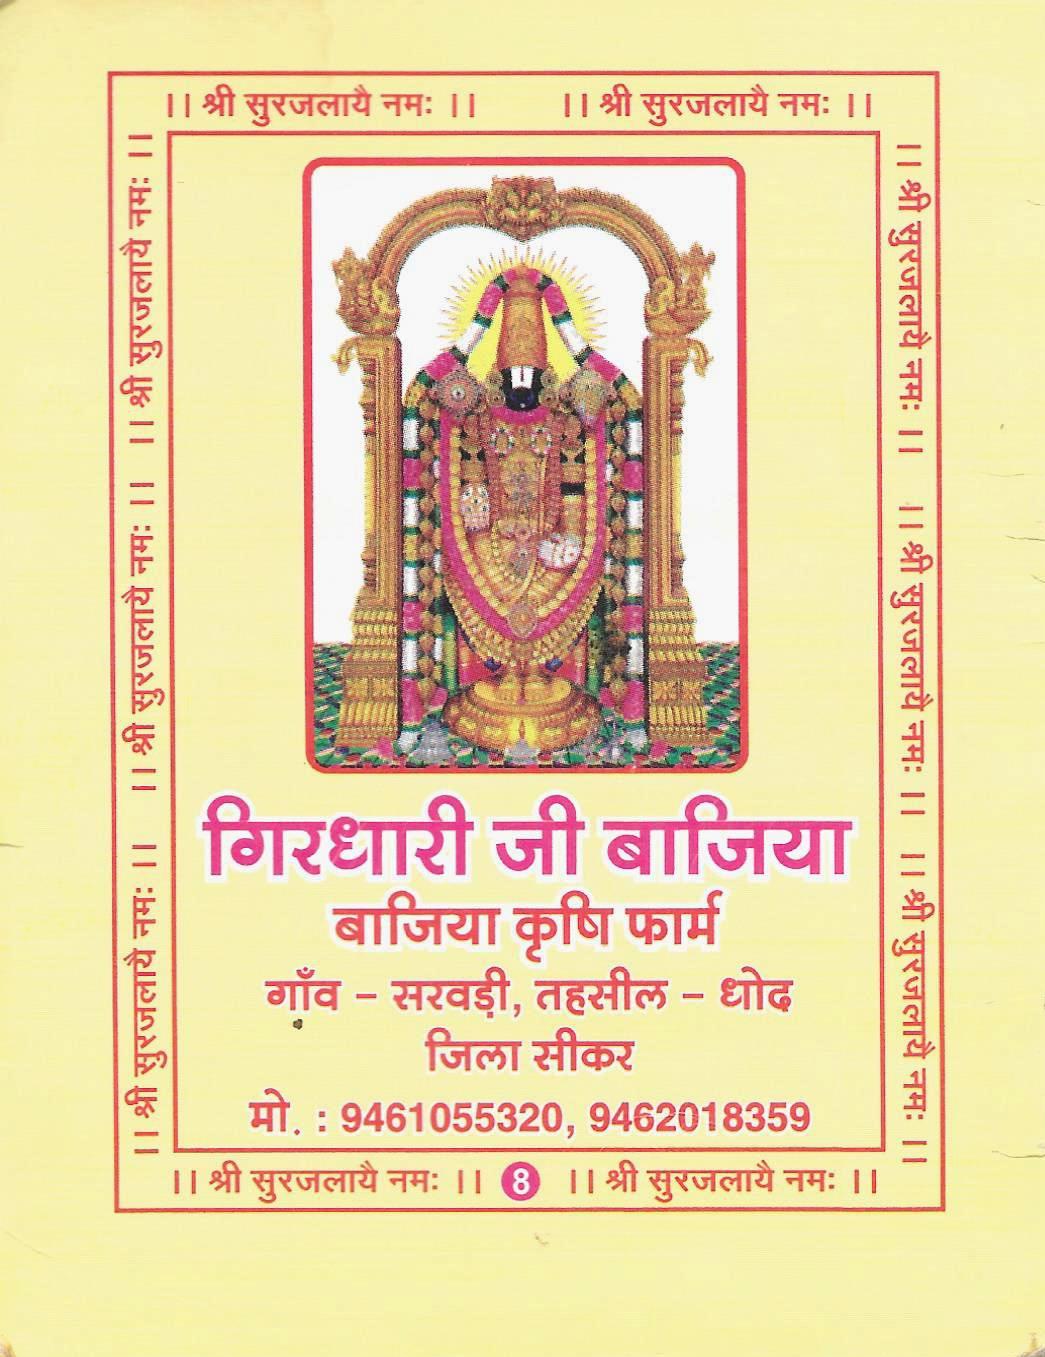 ।। श्री सुरजलायै नमः ।। ।। श्री सुरजलायै नमः ।।
।। श्री सुरजलायै नमः ।। ।। श्री सुरजलायै नमः ।। ।। श्री सुरजलायै नमः ।।
।। श्री सुरजलायै नमः ।। ।। श्री सुरजलायै नमः ।। ।। श्री सुरजलायै नमः ।।
गिरधारी जी बाजिया
बाजिया कृषि फार्म
गाँव – सरवड़ी, तहसील – धोद
जिला सीकर
मो. : 9461055320, 9462018359
।। श्री सुरजलायै नमः ।। 8 ।। श्री सुरजलायै नमः ।।